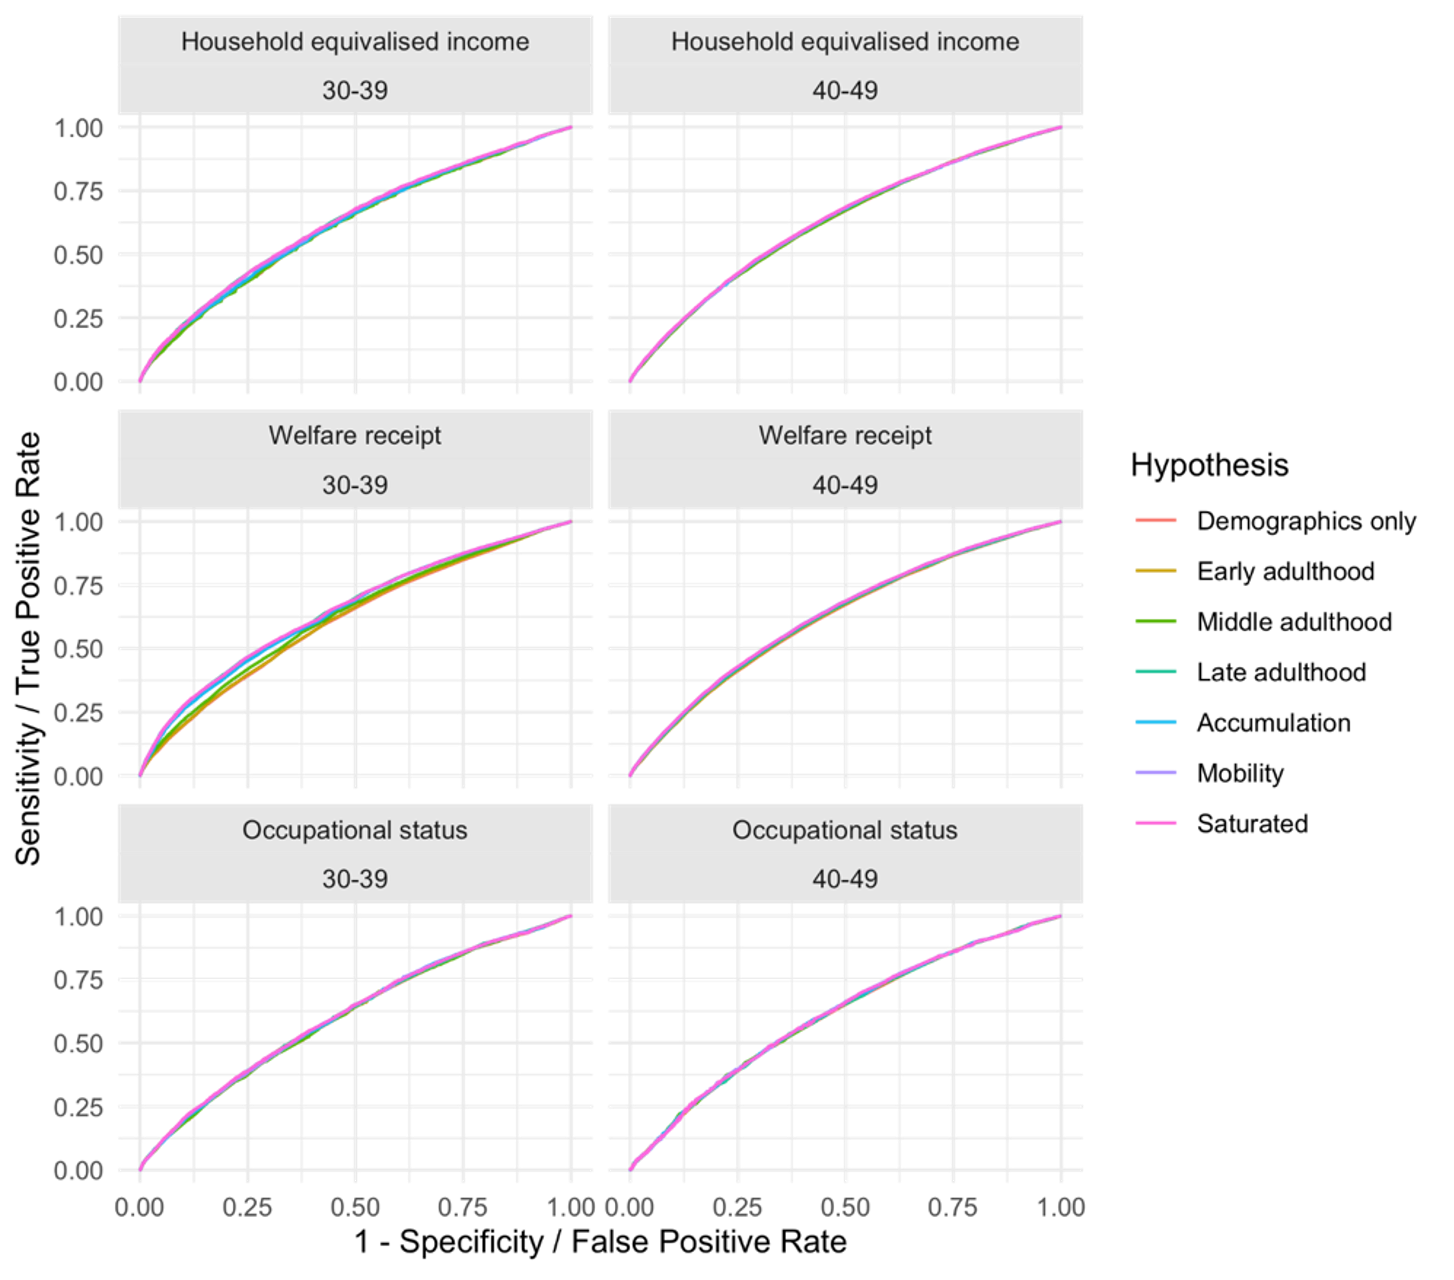 Household equivalised income
30-39
Household equivalised income
40-49
1.00
0.75
0.50
0.25
0.00
Welfare receipt
30-39
Welfare receipt
40-49
1.00
0.75
0.50
0.25
0.00
Occupational status
30-39
Occupational status
40-49
1.00
0.75
0.50
0.25
0.00
0.00 0.25 0.50 0.75 1.00
0.00 0.25 0.50 0.75 1.00
1 - Specificity / False Positive Rate
Sensitivity / True Positive Rate
Hypothesis
Demographics only
Early adulthood
Middle adulthood
Late adulthood
Accumulation
Mobility
Saturated